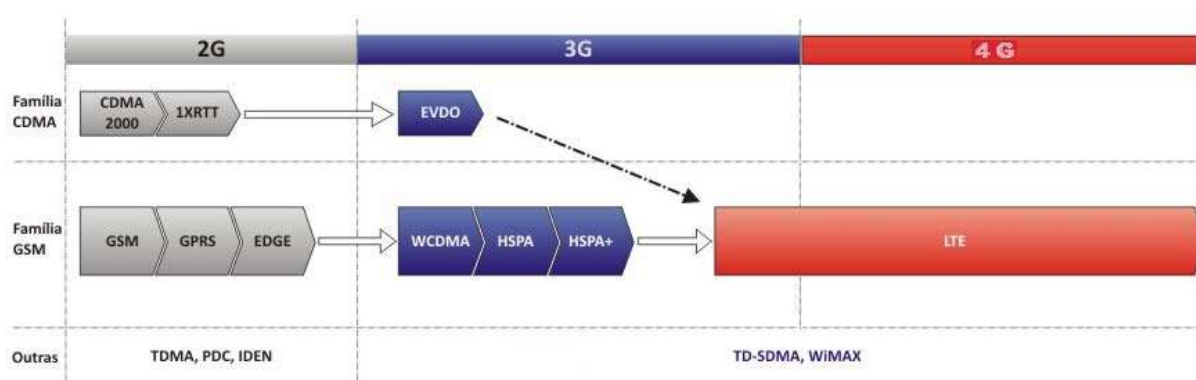 2G
3G
4 G
Família
CDMA
CDMA
2000
1XRTT
EVDO
Família
GSM
GSM
GPRS
EDGE
WCDMA
HSPA
HSPA+
LTE
Outras
TDMA, PDC, IDEN
TD-SDMA, WiMAX